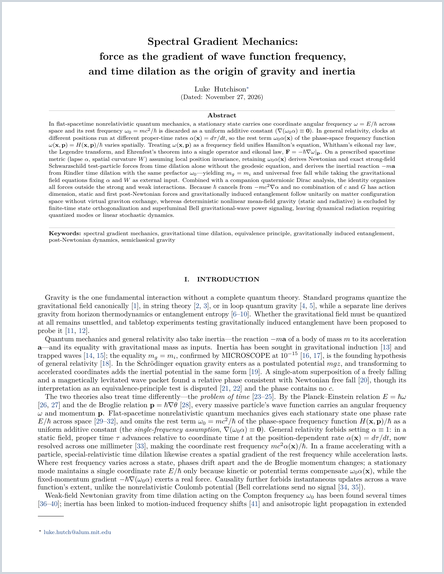 Spectral Gradient Mechanics:
force as the gradient of wave function frequency,
and time dilation as the origin of gravity and inertia
Luke Hutchison*
(Dated: November 27, 2026)
Abstract
In flat-spacetime nonrelativistic quantum mechanics, a stationary state carries one coordinate angular frequency ω = E/ℏ
across space and its rest frequency ω₀ = mc²/ℏ is discarded as a uniform additive constant (∇(ω₀α) ≡ 0). In general relativity, clocks at
different positions run at different proper-time rates α(x) = dτ/dt, so the rest term ω₀α(x) of the phase-space frequency
ω(x, p) = H(x, p)/ℏ varies spatially. Treating ω(x, p) as a frequency field unifies Hamilton's equation, Whitham's eikonal ray law,
the Legendre transform, and Ehrenfest's theorem into a single operator and eikonal law, F = −ℏ∇ω|ₚ. On a prescribed spacetime
metric (lapse α, spatial curvature W) assuming local position invariance, retaining ω₀α(x) derives Newtonian and exact strong-field
Schwarzschild test-particle forces from time dilation alone without the geodesic equation, and derives the inertial reaction −ma
from Rindler time dilation with the same prefactor ω₀—yielding m_g = m_i and universal free fall while taking the gravitational
field equations fixing α and W as external input. Combined with a companion quaternionic Dirac analysis, the identity organizes
all forces outside the strong and weak interactions. Because ℏ cancels from −mc²∇α and no combination of c and G has action
dimension, static and first post-Newtonian forces and gravitationally induced entanglement follow unitarily on matter configuration
space without virtual graviton exchange, whereas deterministic nonlinear mean-field gravity (static and radiative) is excluded by
finite-time state orthogonalization and superluminal Bell gravitational-wave power signaling, leaving dynamical radiation requiring
quantized modes or linear stochastic dynamics.
Keywords: spectral gradient mechanics, gravitational time dilation, equivalence principle, gravitationally induced entanglement,
post-Newtonian dynamics, semiclassical gravity
I. INTRODUCTION
Gravity is the one fundamental interaction without a complete quantum theory. Standard programs quantize the
gravitational field canonically [1], in string theory [2, 3], or in loop quantum gravity [4, 5], while a separate line derives
gravity from horizon thermodynamics or entanglement entropy [6–10]. Whether the gravitational field must be quantized
at all remains unsettled, and tabletop experiments testing gravitationally induced entanglement have been proposed to
probe it [11, 12].
Quantum mechanics and general relativity also treat inertia—the reaction −ma of a body of mass m to its acceleration
a—and its equality with gravitational mass as inputs. Inertia has been sought in gravitational induction [13] and
trapped waves [14, 15]; the equality m_g = m_i, confirmed by MICROSCOPE at 10⁻¹⁵ [16, 17], is the founding hypothesis
of general relativity [18]. In the Schrödinger equation gravity enters as a postulated potential mgz, and transforming to
accelerated coordinates adds the inertial potential in the same form [19]. A single-atom superposition of a freely falling
and a magnetically levitated wave packet found a relative phase consistent with Newtonian free fall [20], though its
interpretation as an equivalence-principle test is disputed [21, 22] and the phase contains no c.
The two theories also treat time differently—the problem of time [23–25]. By the Planck–Einstein relation E = ℏω
[26, 27] and the de Broglie relation p = ℏ∇θ [28], every massive particle's wave function carries an angular frequency
ω and momentum p. Flat-spacetime nonrelativistic quantum mechanics gives each stationary state one phase rate
E/ℏ across space [29–32], and omits the rest term ω₀ = mc²/ℏ of the phase-space frequency function H(x, p)/ℏ as a
uniform additive constant (the single-frequency assumption, ∇(ω₀α) ≡ 0). General relativity forbids setting α ≡ 1: in a
static field, proper time τ advances relative to coordinate time t at the position-dependent rate α(x) = dτ/dt, now
resolved across one millimeter [33], making the coordinate rest frequency mc²α(x)/ℏ. In a frame accelerating with a
particle, special-relativistic time dilation likewise creates a spatial gradient of the rest frequency while acceleration lasts.
Where rest frequency varies across a wave, phases drift apart and the de Broglie momentum changes; a stationary
mode maintains a single coordinate rate E/ℏ only because kinetic or potential terms compensate ω₀α(x), while the
fixed-momentum gradient −ℏ∇(ω₀α) exerts a real force. Causality further forbids instantaneous updates across a wave
function's extent, unlike the nonrelativistic Coulomb potential (Bell correlations send no signal [34, 35]).
Weak-field Newtonian gravity from time dilation acting on the Compton frequency ω₀ has been found several times
[36–40]; inertia has been linked to motion-induced frequency shifts [41] and anisotropic light propagation in extended
* luke.hutch@alum.mit.edu